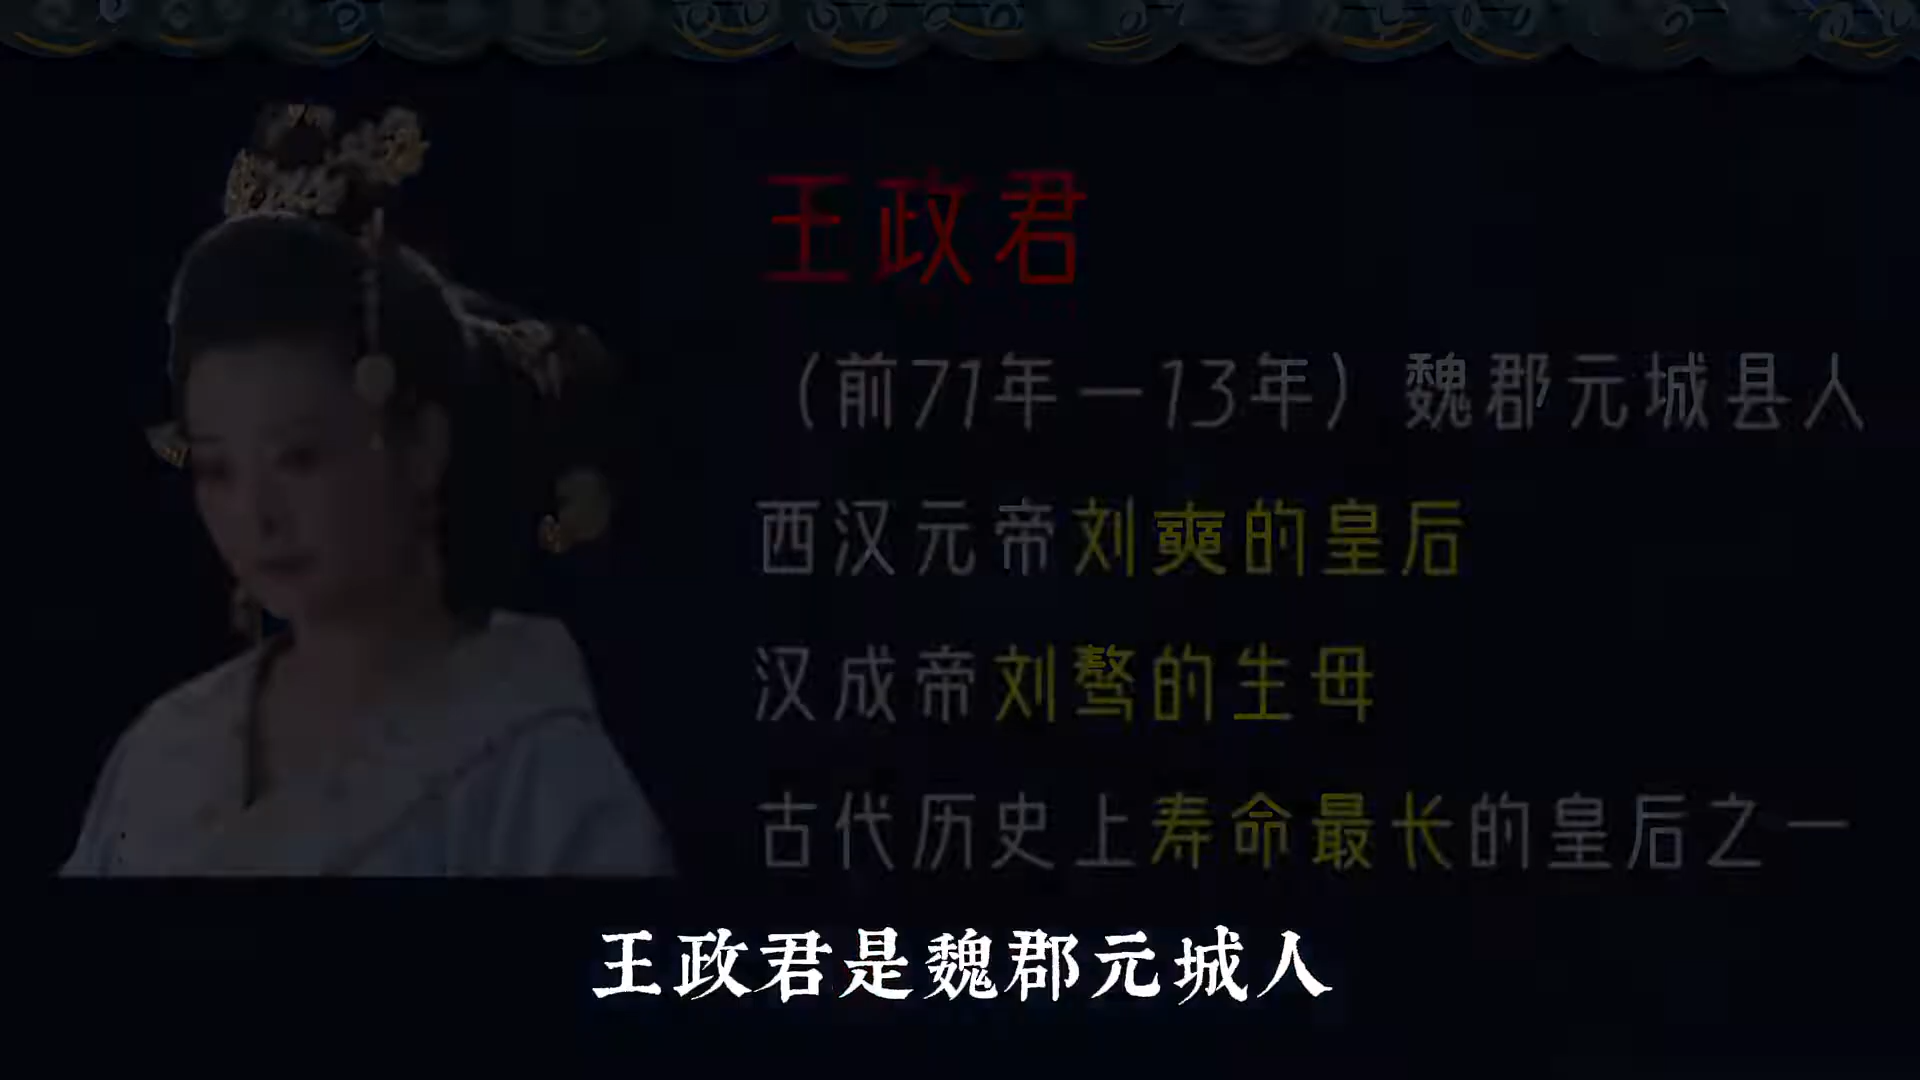 王政君
（前71年—13年）魏郡元城县人
西汉元帝刘奭的皇后
汉成帝刘骜的生母
古代历史上寿命最长的皇后之一
王政君是魏郡元城人